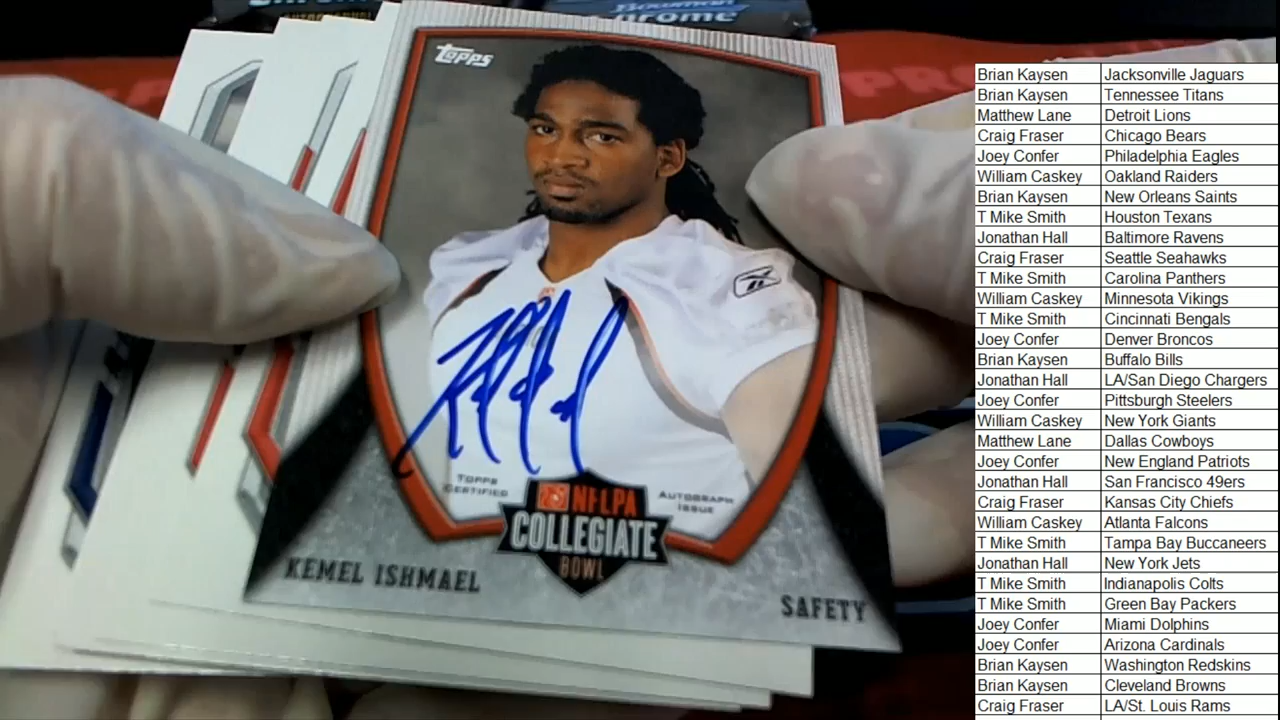 Topps
TOPPS CERTIFIED
AUTOGRAPH ISSUE
NFLPA
COLLEGIATE
BOWL
KEMEL ISHMAEL
SAFETY
Brian Kaysen Jacksonville Jaguars
Brian Kaysen Tennessee Titans
Matthew Lane Detroit Lions
Craig Fraser Chicago Bears
Joey Confer Philadelphia Eagles
William Caskey Oakland Raiders
Brian Kaysen New Orleans Saints
T Mike Smith Houston Texans
Jonathan Hall Baltimore Ravens
Craig Fraser Seattle Seahawks
T Mike Smith Carolina Panthers
William Caskey Minnesota Vikings
T Mike Smith Cincinnati Bengals
Joey Confer Denver Broncos
Brian Kaysen Buffalo Bills
Jonathan Hall LA/San Diego Chargers
Joey Confer Pittsburgh Steelers
William Caskey New York Giants
Matthew Lane Dallas Cowboys
Joey Confer New England Patriots
Jonathan Hall San Francisco 49ers
Craig Fraser Kansas City Chiefs
William Caskey Atlanta Falcons
T Mike Smith Tampa Bay Buccaneers
Jonathan Hall New York Jets
T Mike Smith Indianapolis Colts
T Mike Smith Green Bay Packers
Joey Confer Miami Dolphins
Joey Confer Arizona Cardinals
Brian Kaysen Washington Redskins
Brian Kaysen Cleveland Browns
Craig Fraser LA/St. Louis Rams